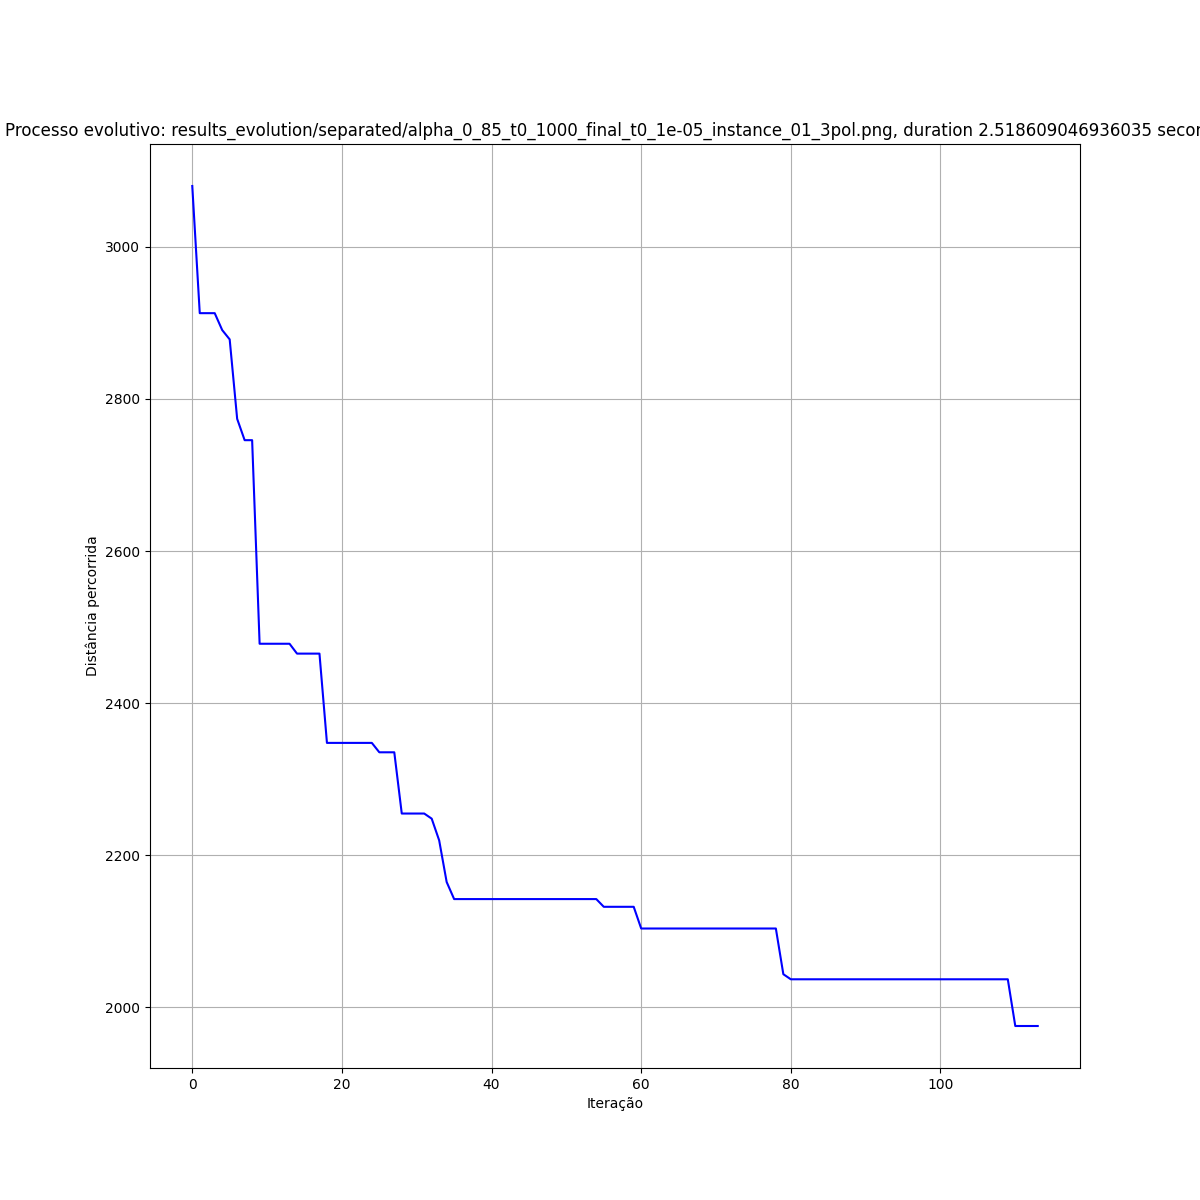 Processo evolutivo: results_evolution/separated/alpha_0_85_t0_1000_final_t0_1e-05_instance_01_3pol.png, duration 2.518609046936035
3000
2800
2600
2400
2200
2000
Distância percorrida
0 20 40 60 80 100
Iteração